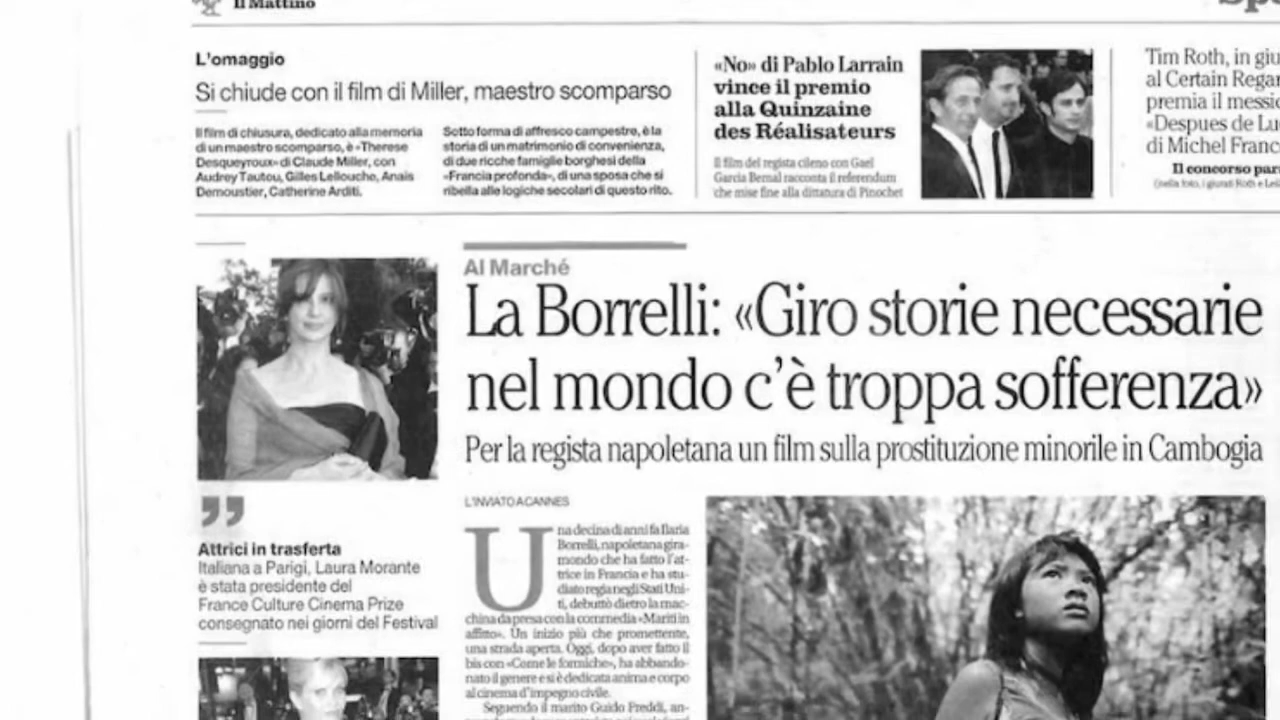 Il Mattino
L'omaggio
Si chiude con il film di Miller, maestro scomparso
Il film di chiusura, dedicato alla memoria
di un maestro scomparso, è «Therese
Desqueyroux» di Claude Miller, con
Audrey Tautou, Gilles Lellouche, Anais
Demoustier, Catherine Arditi.
Sotto forma di affresco campestre, è la
storia di un matrimonio di convenienza,
di due ricche famiglie borghesi della
«Francia profonda», di una sposa che si
ribella alle logiche secolari di questo rito.
«No» di Pablo Larrain
vince il premio
alla Quinzaine
des Réalisateurs
Il film del regista cileno con Gael
Garcia Bernal racconta il referendum
che mise fine alla dittatura di Pinochet
Tim Roth, in giu
al Certain Rega
premia il messic
«Despues de Lu
di Michel Franc
Il concorso par
(nella foto, i giurati Roth e Lei
Al Marché
La Borrelli: «Giro storie necessarie
nel mondo c'è troppa sofferenza»
Per la regista napoletana un film sulla prostituzione minorile in Cambogia
”
Attrici in trasferta
Italiana a Parigi, Laura Morante
è stata presidente del
France Culture Cinema Prize
consegnato nei giorni del Festival
L'INVIATO A CANNES
Una decina di anni fa Ilaria
Borrelli, napoletana gira-
mondo che ha fatto l'at-
trice in Francia e ha stu-
diato regia negli Stati Uni-
ti, debuttò dietro la mac-
china da presa con la commedia «Mariti in
affitto». Un inizio più che promettente,
una strada aperta. Oggi, dopo aver fatto il
bis con «Come le formiche», ha abbando-
nato il genere e si è dedicata anima e corpo
al cinema d'impegno civile.
Seguendo il marito Guido Freddi, an-